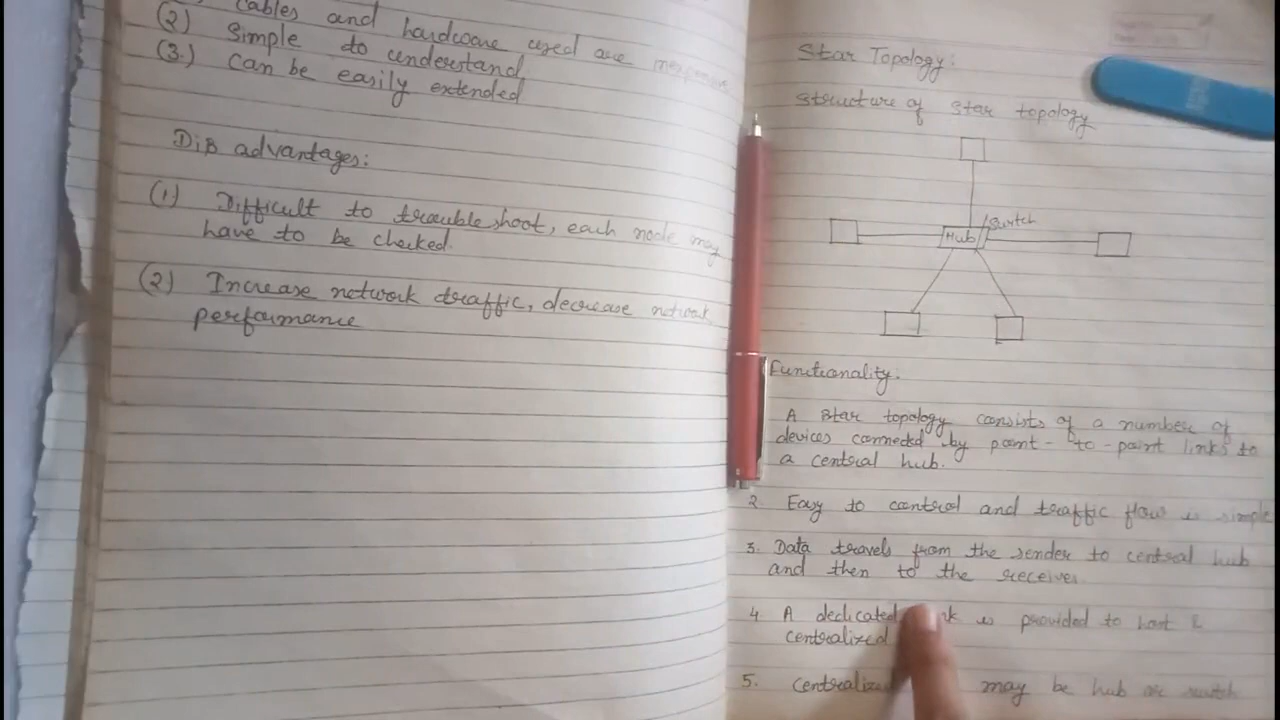 cables and hardware used are inexpensive
(2) Simple to understand
(3.) Can be easily extended
Disadvantages:
(1) Difficult to troubleshoot, each node may
have to be checked.
(2) Increase network traffic, decrease network
performance
Star Topology:
Structure of Star topology
Switch
Hub
Functionality:
A star topology consists of a number of
devices connected by point-to-point links to
a central hub.
2 Easy to control and traffic flow is simple
3. Data travels from the sender to central hub
and then to the receiver
4. A dedicated is provided to host &
centralized
5. may be hub or switch